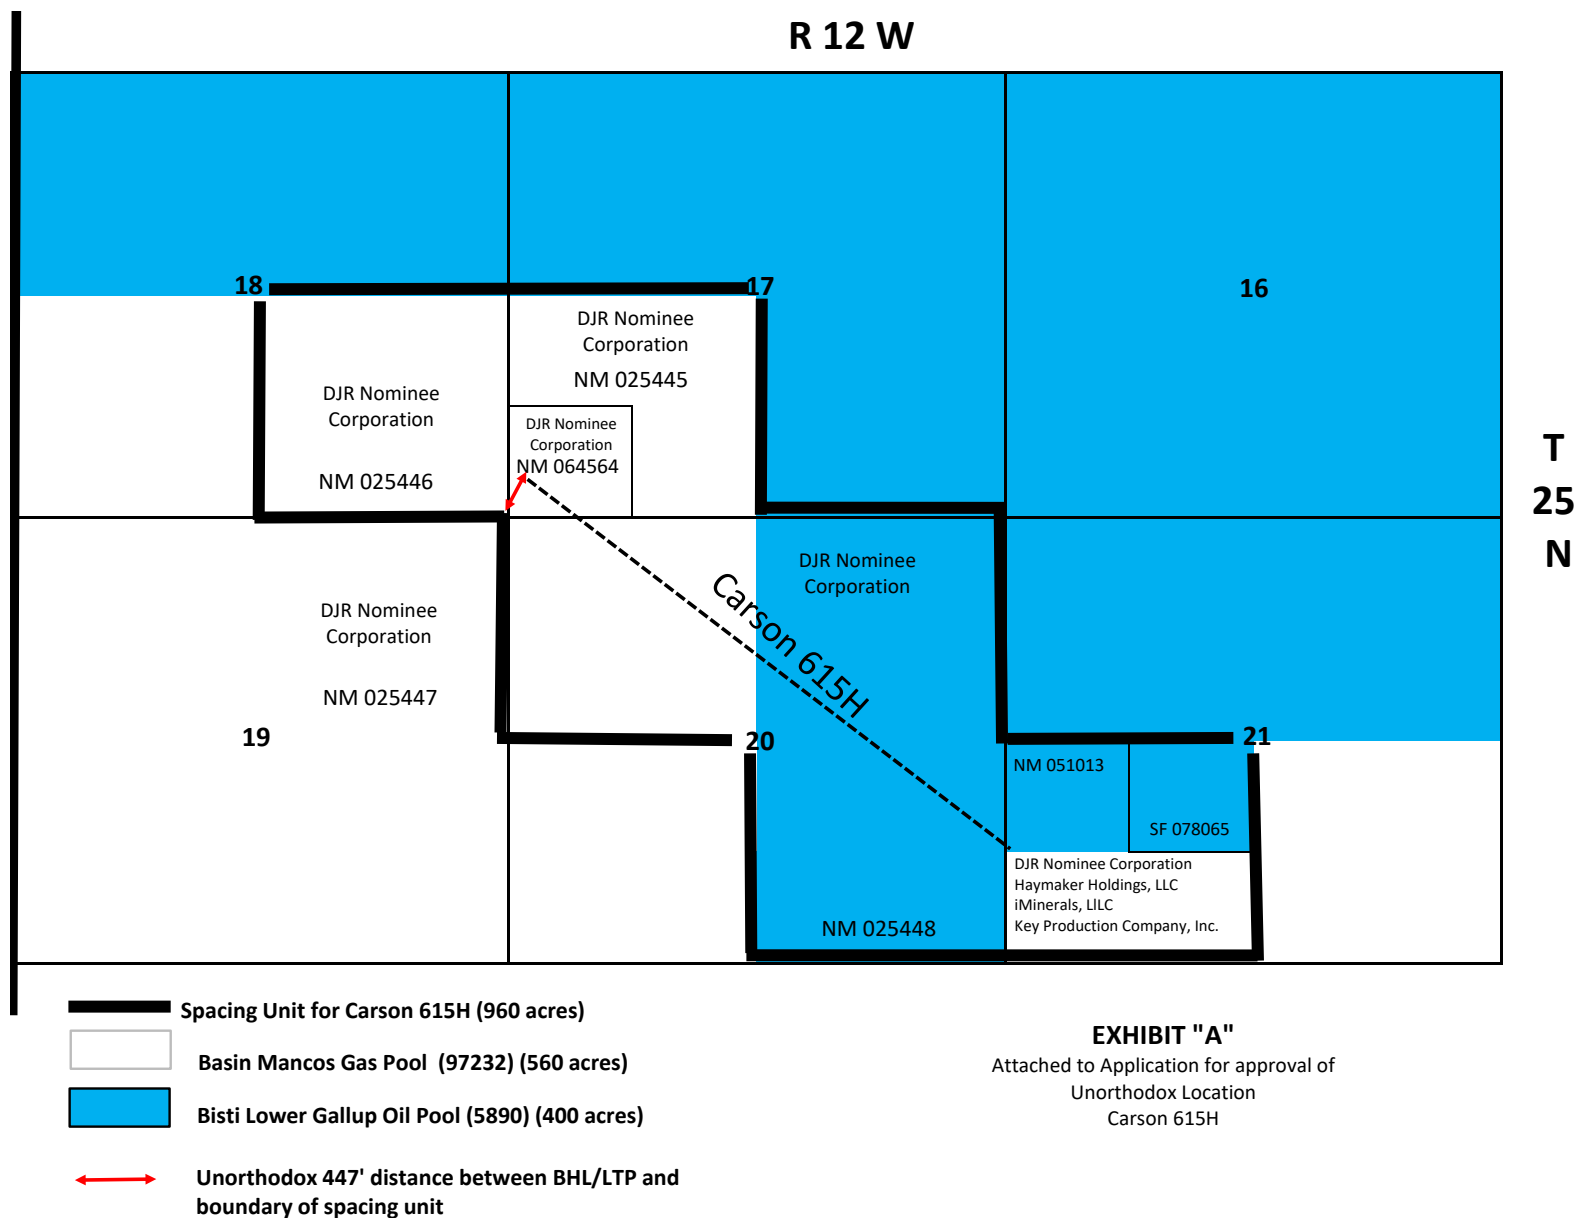 R 12 W
18
17
16
DJR Nominee
Corporation
NM 025445
DJR Nominee
Corporation
NM 025446
DJR Nominee
Corporation
NM 064564
T
25
N
DJR Nominee
Corporation
Carson 615H
DJR Nominee
Corporation
NM 025447
19
20
21
NM 051013
SF 078065
DJR Nominee Corporation
Haymaker Holdings, LLC
iMinerals, LlLC
Key Production Company, Inc.
NM 025448
Spacing Unit for Carson 615H (960 acres)
Basin Mancos Gas Pool (97232) (560 acres)
Bisti Lower Gallup Oil Pool (5890) (400 acres)
Unorthodox 447' distance between BHL/LTP and
boundary of spacing unit
EXHIBIT "A"
Attached to Application for approval of
Unorthodox Location
Carson 615H